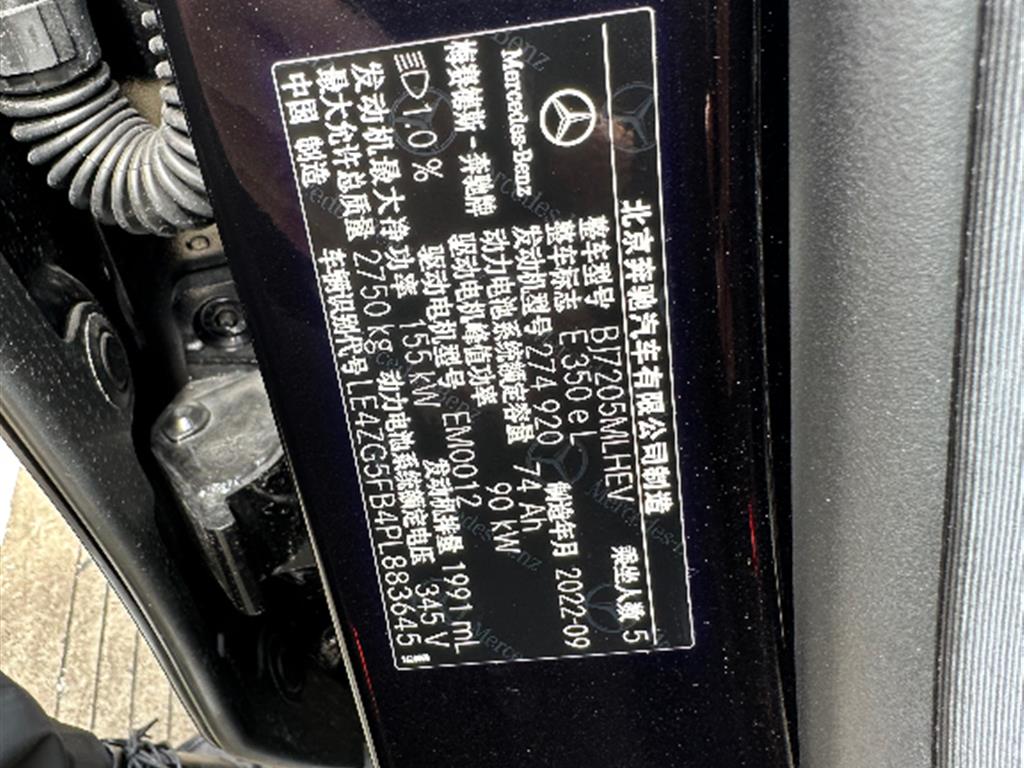 北京奔驰汽车有限公司制造
整车型号 BJ7205MLHEV 乘坐人数 5
整车标志 E 350 e L 制造年月 2022-09
发动机型号 274 920 74 Ah
动力电池系统额定容量 90 kW
驱动电机峰值功率
驱动电机型号 EM0012 发动机排量 1991 mL
发动机最大净功率 155 kW 动力电池系统额定电压 345 V
最大允许总质量 2750 kg
中国 制造 车辆识别代号 LE4ZG5FB4PL883645
Mercedes-Benz
梅赛德斯-奔驰牌
1.0 %